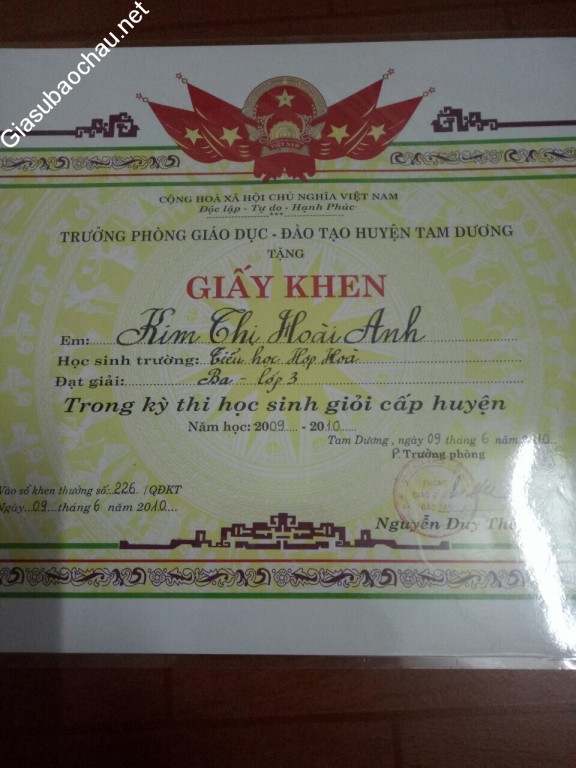 Giasubaochau.net
VIỆT NAM
CỘNG HOÀ XÃ HỘI CHỦ NGHĨA VIỆT NAM
Độc lập - Tự do - Hạnh Phúc
***
TRƯỞNG PHÒNG GIÁO DỤC - ĐÀO TẠO HUYỆN TAM DƯƠNG
TẶNG
GIẤY KHEN
Em: Kim Thị Hoài Anh
Học sinh trường: Tiểu học Hợp Hoà
Đạt giải: Ba - Lớp 3
Trong kỳ thi học sinh giỏi cấp huyện
Năm học: 2009 - 2010
Tam Dương, ngày 09 tháng 6 năm 2010
P. Trưởng phòng
Vào sổ khen thưởng số: 226 /QĐKT
Ngày 09 tháng 6 năm 2010
Nguyễn Duy